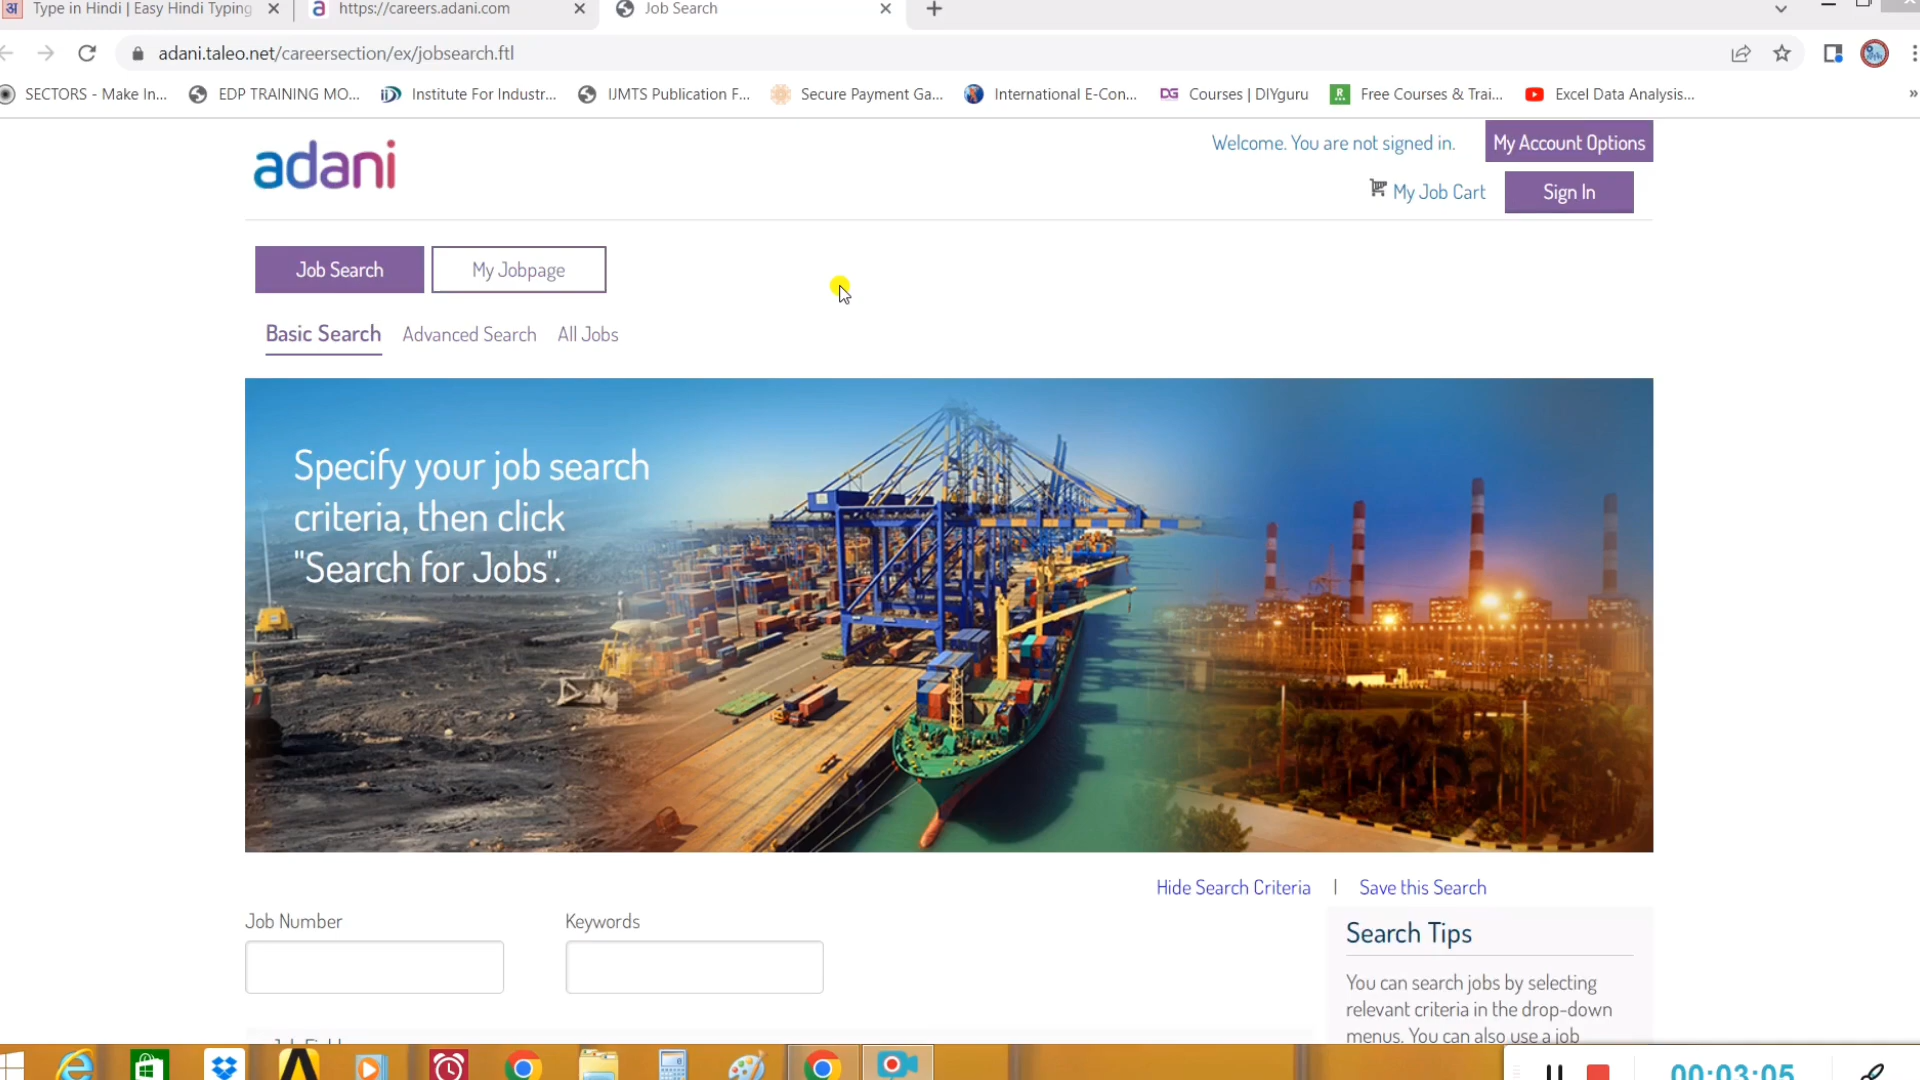 अ Type in Hindi | Easy Hindi Typing
a https://careers.adani.com
Job Search
adani.taleo.net/careersection/ex/jobsearch.ftl
SECTORS - Make In...
EDP TRAINING MO...
iiD Institute For Industr...
IJMTS Publication F...
Secure Payment Ga...
International E-Con...
DG Courses | DIYguru
R Free Courses & Trai...
Excel Data Analysis...
»
adani
Welcome. You are not signed in.
My Account Options
My Job Cart
Sign In
Job Search
My Jobpage
Basic Search
Advanced Search
All Jobs
Specify your job search
criteria, then click
"Search for Jobs".
Hide Search Criteria | Save this Search
Job Number
Keywords
Search Tips
You can search jobs by selecting
relevant criteria in the drop-down
menus. You can also use a job
00:03:05